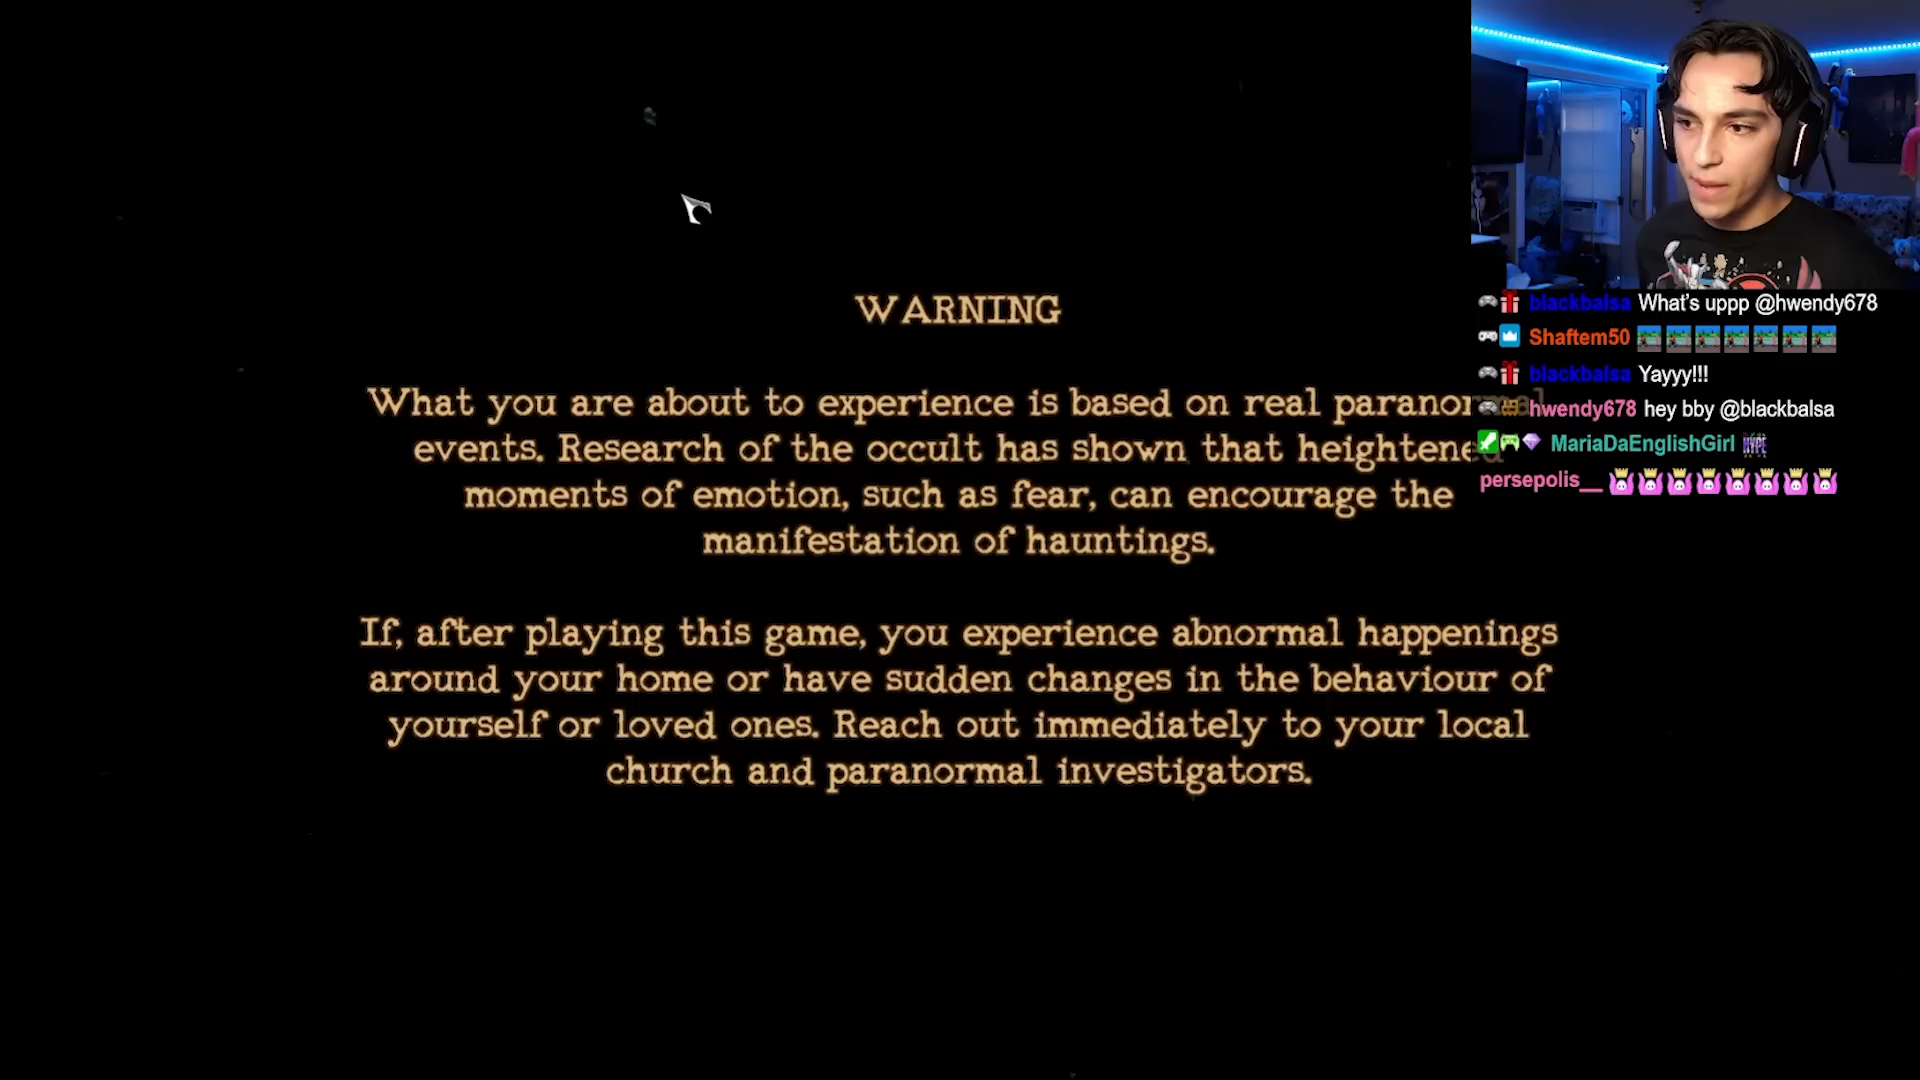 WARNING
What you are about to experience is based on real paranormal
events. Research of the occult has shown that heightened
moments of emotion, such as fear, can encourage the
manifestation of hauntings.
If, after playing this game, you experience abnormal happenings
around your home or have sudden changes in the behaviour of
yourself or loved ones. Reach out immediately to your local
church and paranormal investigators.
blackbalsa What's uppp @hwendy678
Shaftem50
blackbalsa Yayyy!!!
hwendy678 hey bby @blackbalsa
MariaDaEnglishGirl HYPE
persepolis__